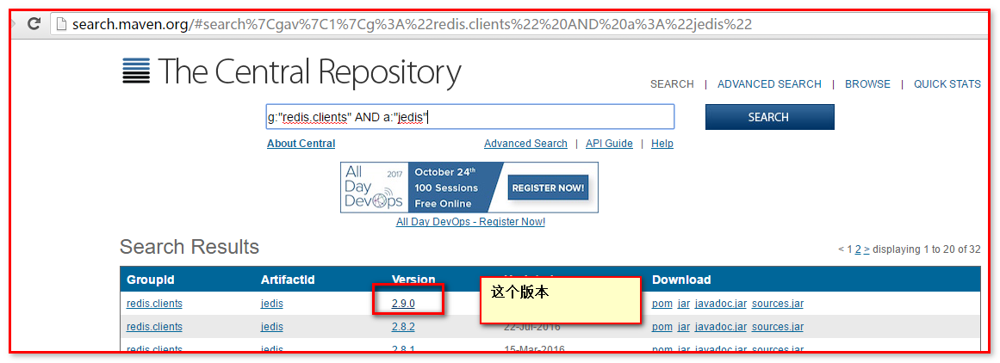 search.maven.org/#search%7Cgav%7C1%7Cg%3A%22redis.clients%22%20AND%20a%3A%22jedis%22
The Central Repository
SEARCH | ADVANCED SEARCH | BROWSE | QUICK STATS
g:"redis.clients" AND a:"jedis"
SEARCH
About Central
Advanced Search | API Guide | Help
All Day DevOps
2017
October 24th
100 Sessions
Free Online
REGISTER NOW!
All Day DevOps - Register Now!
Search Results
< 1 2 > displaying 1 to 20 of 32
GroupId ArtifactId Version Download
redis.clients jedis 2.9.0 pom jar javadoc.jar sources.jar
这个版本
redis.clients jedis 2.8.2 22-Jul-2016 pom jar javadoc.jar sources.jar
redis.clients jedis 2.8.1 15-Mar-2016 pom jar javadoc.jar sources.jar